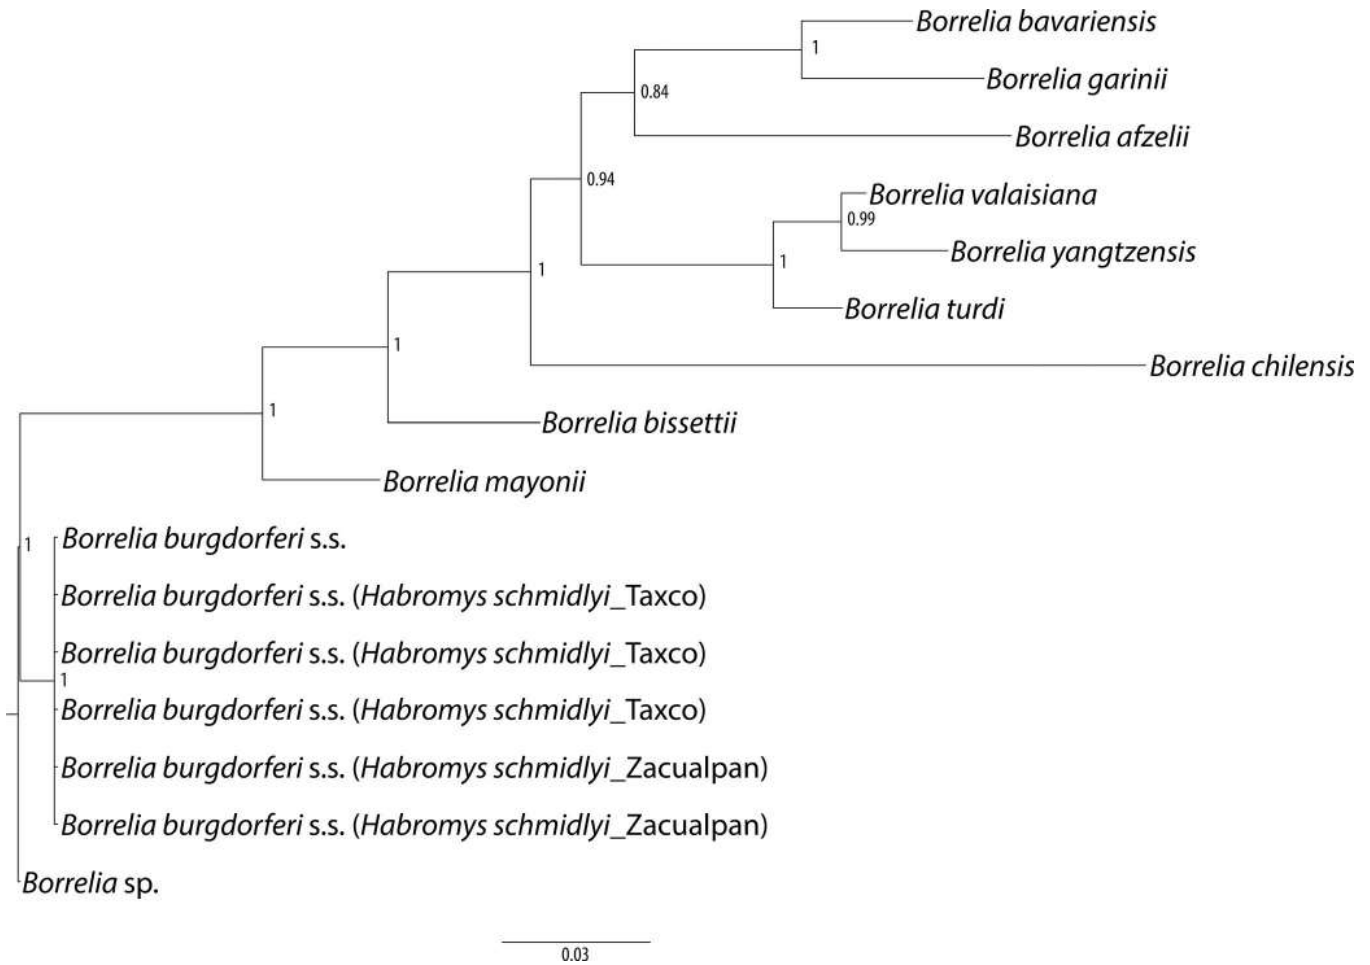 Borrelia bavariensis
1
Borrelia garinii
0.84
Borrelia afzelii
0.94
Borrelia valaisiana
0.99
Borrelia yangtzensis
1
1
Borrelia turdi
1
Borrelia chilensis
1
Borrelia bissettii
Borrelia mayonii
1
Borrelia burgdorferi s.s.
Borrelia burgdorferi s.s. (Habromys schmidlyi_Taxco)
Borrelia burgdorferi s.s. (Habromys schmidlyi_Taxco)
1
Borrelia burgdorferi s.s. (Habromys schmidlyi_Taxco)
Borrelia burgdorferi s.s. (Habromys schmidlyi_Zacualpan)
Borrelia burgdorferi s.s. (Habromys schmidlyi_Zacualpan)
Borrelia sp.
0.03